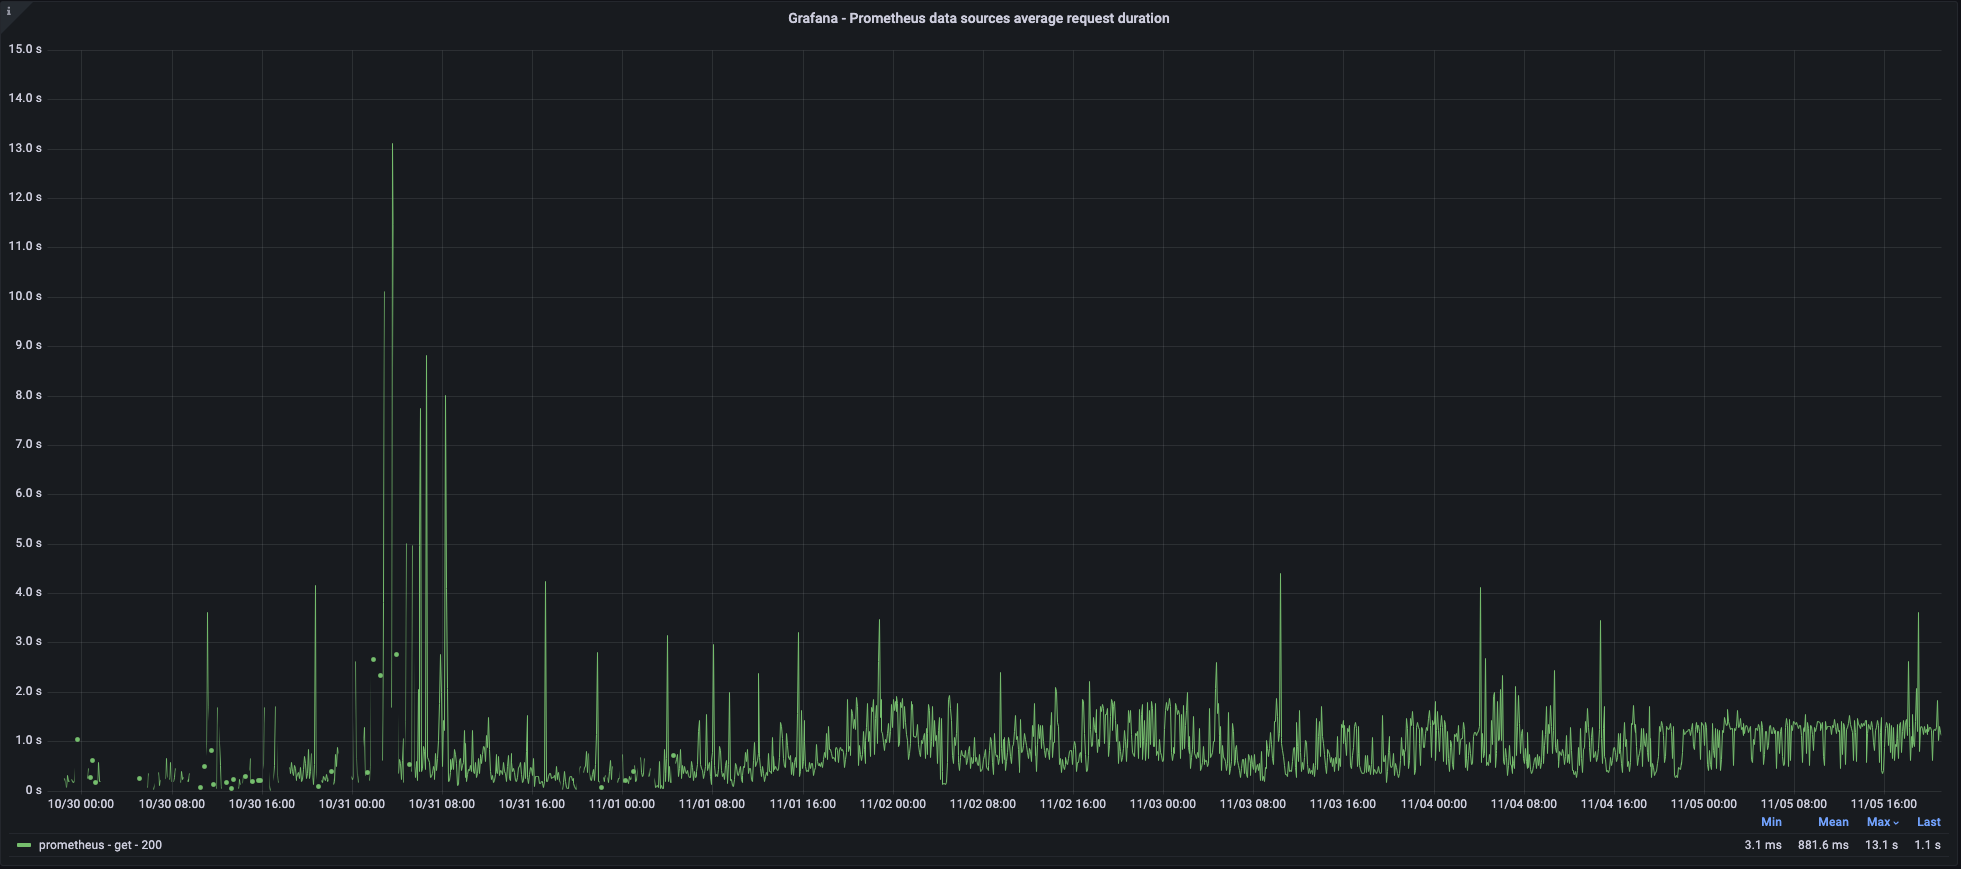 i
Grafana - Prometheus data sources average request duration
15.0 s
14.0 s
13.0 s
12.0 s
11.0 s
10.0 s
9.0 s
8.0 s
7.0 s
6.0 s
5.0 s
4.0 s
3.0 s
2.0 s
1.0 s
0 s
10/30 00:00 10/30 08:00 10/30 16:00 10/31 00:00 10/31 08:00 10/31 16:00 11/01 00:00 11/01 08:00 11/01 16:00 11/02 00:00 11/02 08:00 11/02 16:00 11/03 00:00 11/03 08:00 11/03 16:00 11/04 00:00 11/04 08:00 11/04 16:00 11/05 00:00 11/05 08:00 11/05 16:00
Min Mean Max Last
prometheus - get - 200 3.1 ms 881.6 ms 13.1 s 1.1 s